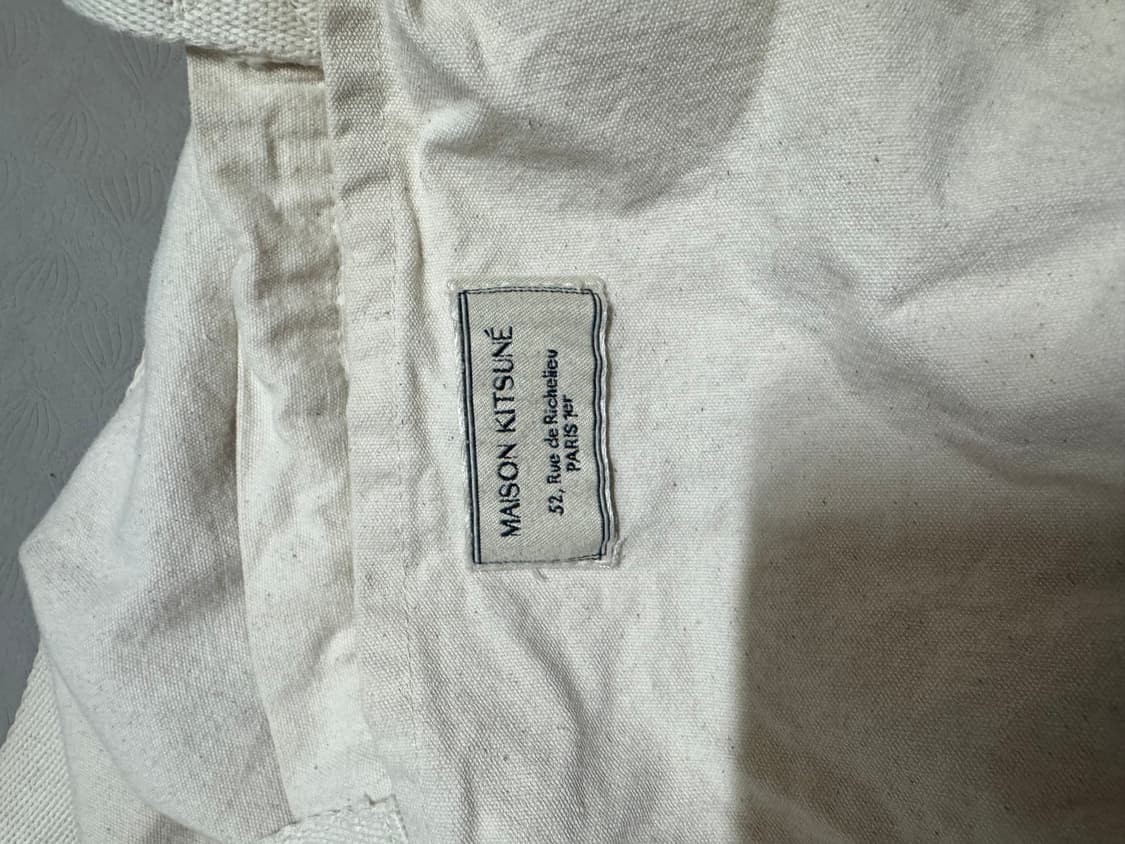 MAISON KITSUNÉ
52, Rue de Richelieu
PARIS 1er